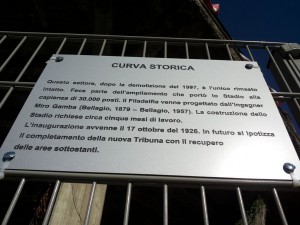 CURVA STORICA
Questo settore, dopo la demolizione del 1997, è l'unico rimasto
intatto. Fece parte dell'ampliamento che portò lo Stadio alla
capienza di 30.000 posti. Il Filadelfia venne progettato dall'ingegner
Miro Gamba (Bellagio, 1879 – Bellagio, 1957). La costruzione dello
Stadio richiese circa cinque mesi di lavoro.
L'inaugurazione avvenne il 17 ottobre del 1926. In futuro si ipotizza
il completamento della nuova Tribuna con il recupero
delle aree sottostanti.